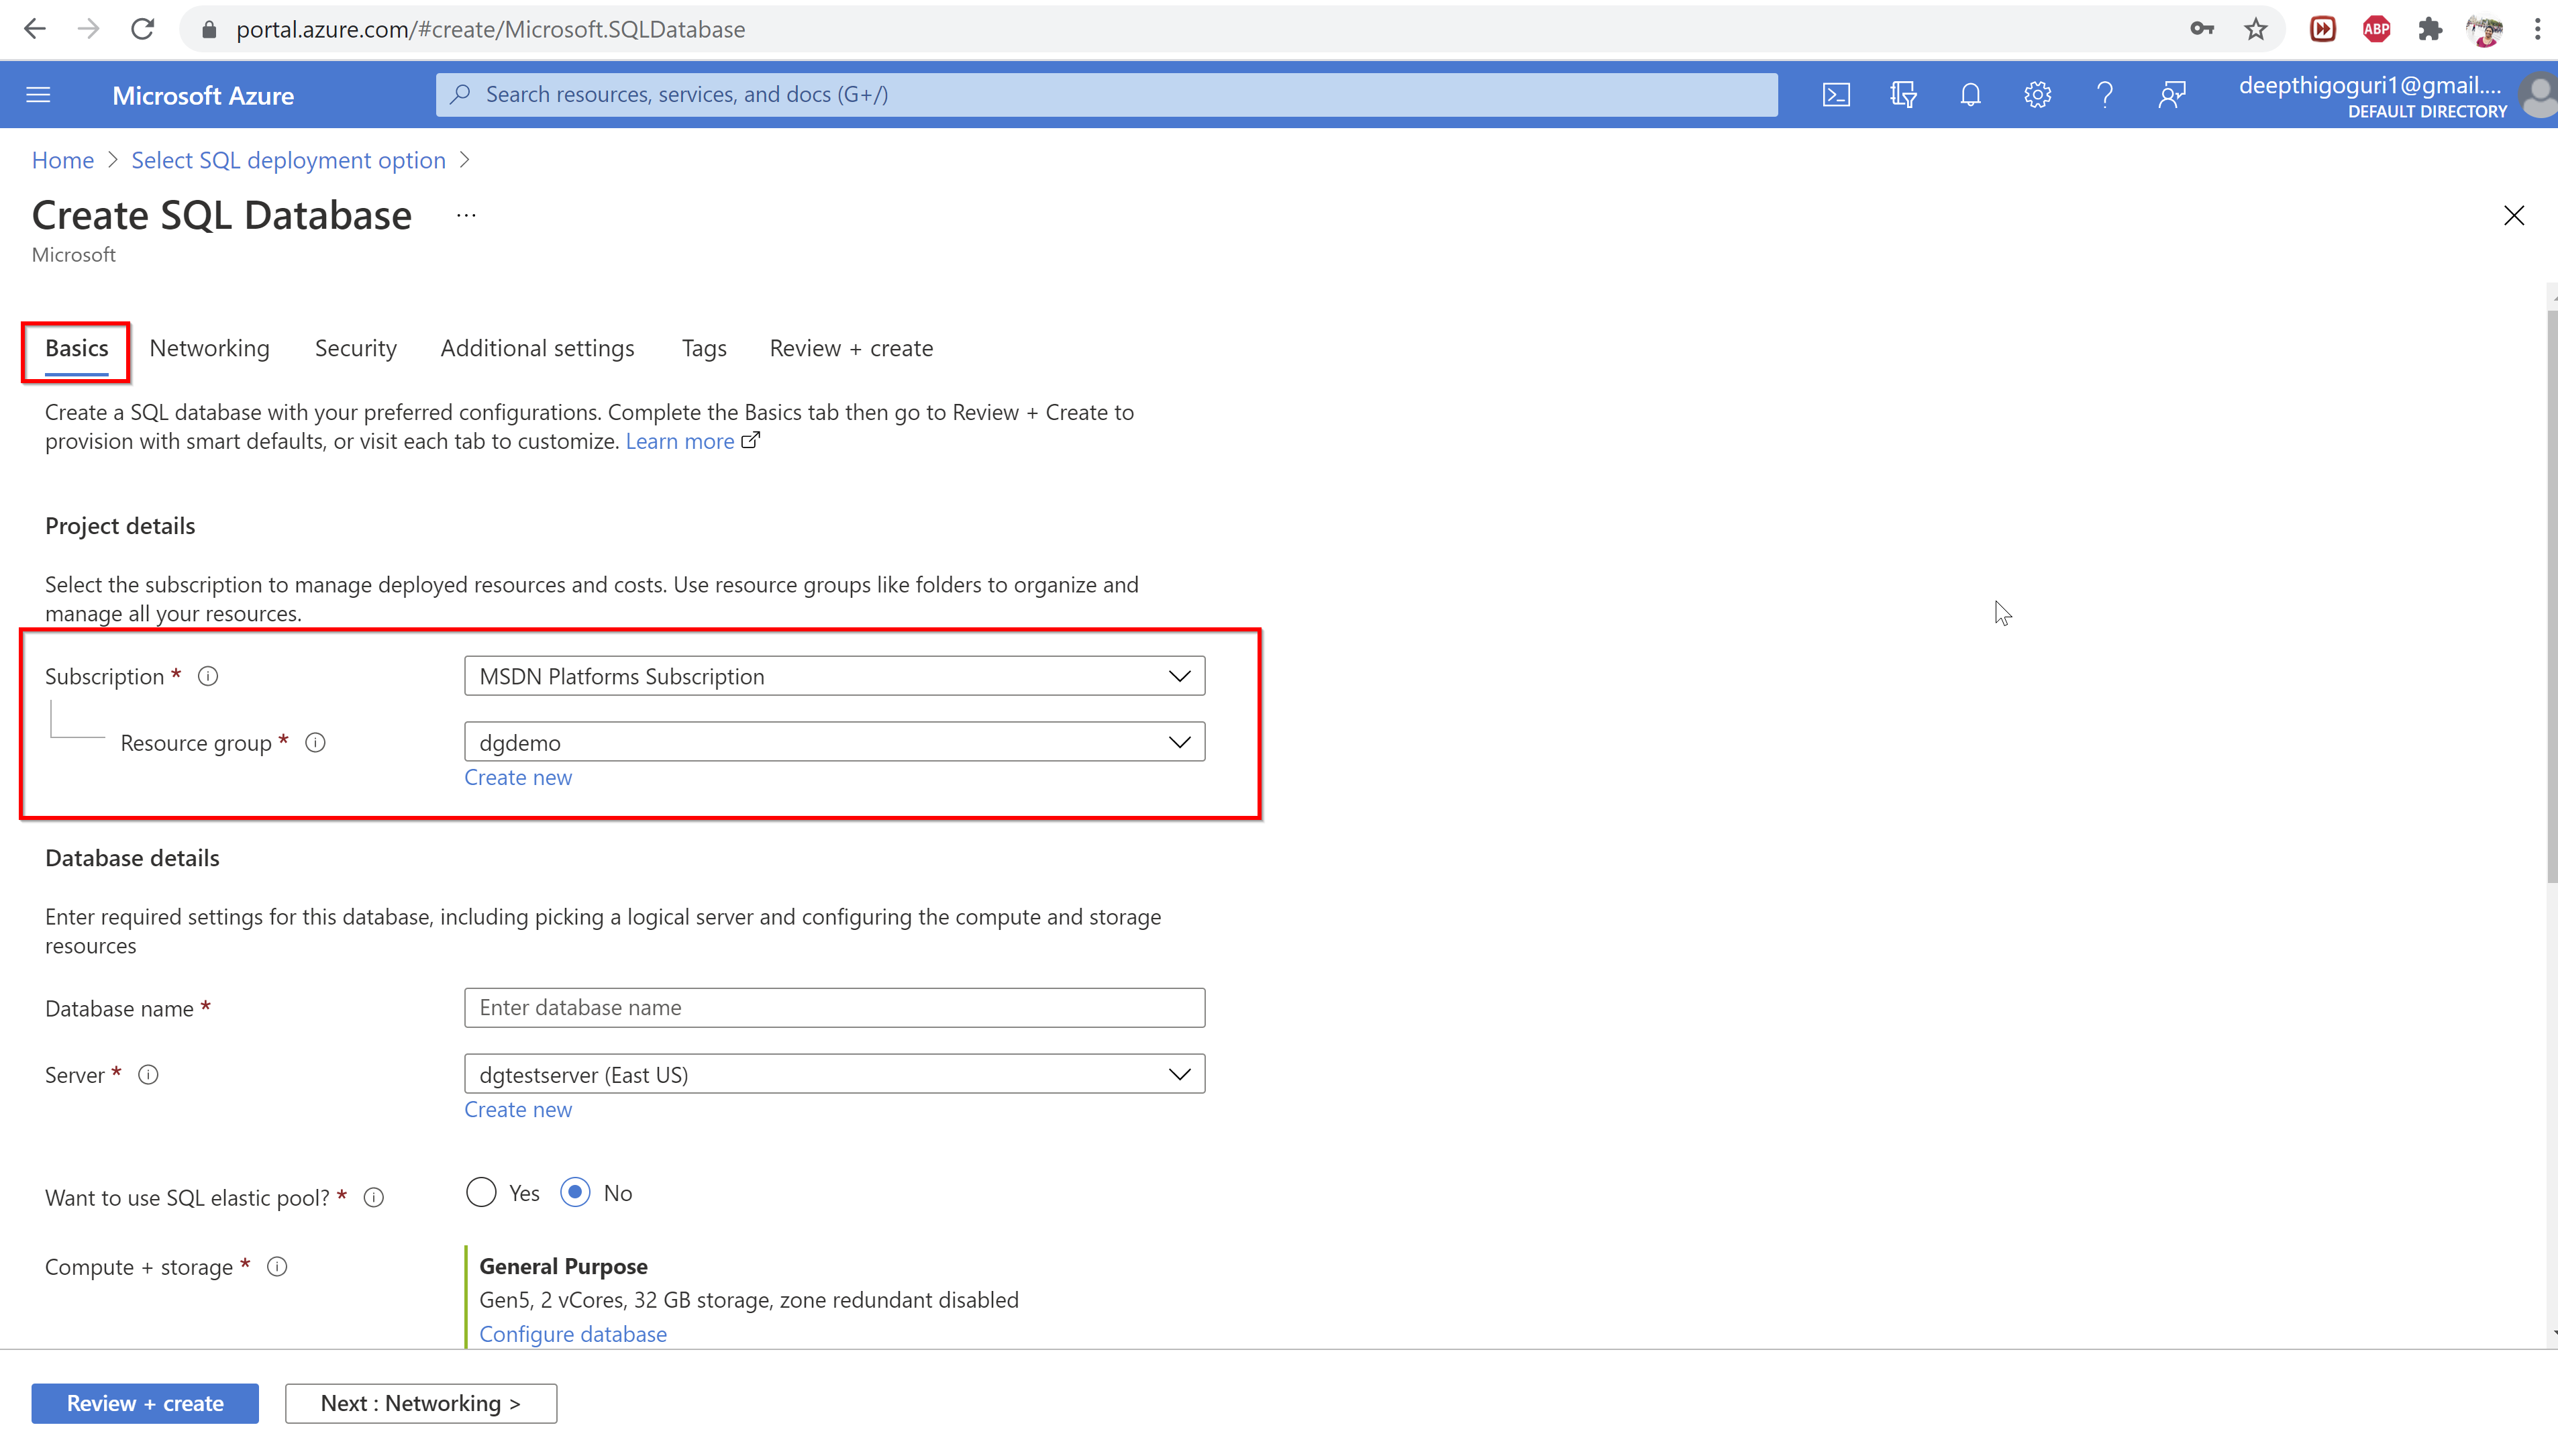 portal.azure.com/#create/Microsoft.SQLDatabase
ABP
Microsoft Azure
Search resources, services, and docs (G+/)
deepthigoguri1@gmail....
DEFAULT DIRECTORY
Home > Select SQL deployment option >
Create SQL Database ...
Microsoft
Basics Networking Security Additional settings Tags Review + create
Create a SQL database with your preferred configurations. Complete the Basics tab then go to Review + Create to
provision with smart defaults, or visit each tab to customize. Learn more
Project details
Select the subscription to manage deployed resources and costs. Use resource groups like folders to organize and
manage all your resources.
Subscription * MSDN Platforms Subscription
Resource group * dgdemo
Create new
Database details
Enter required settings for this database, including picking a logical server and configuring the compute and storage
resources
Database name * Enter database name
Server * dgtestserver (East US)
Create new
Want to use SQL elastic pool? * Yes No
Compute + storage * General Purpose
Gen5, 2 vCores, 32 GB storage, zone redundant disabled
Configure database
Review + create Next : Networking >